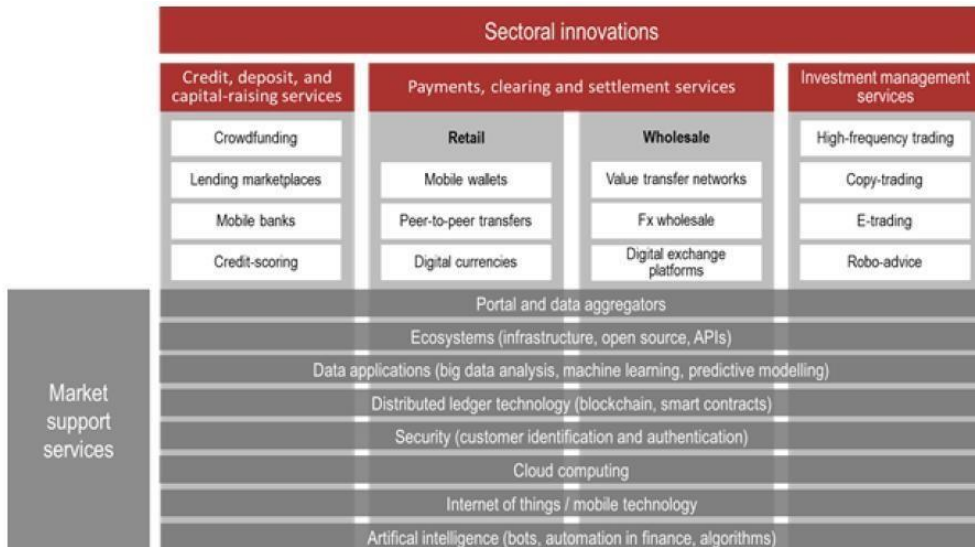 Sectoral innovations
Credit, deposit, and
capital-raising services
Payments, clearing and settlement services
Investment management
services
Crowdfunding
Lending marketplaces
Mobile banks
Credit-scoring
Retail
Mobile wallets
Peer-to-peer transfers
Digital currencies
Wholesale
Value transfer networks
Fx wholesale
Digital exchange
platforms
High-frequency trading
Copy-trading
E-trading
Robo-advice
Market
support
services
Portal and data aggregators
Ecosystems (infrastructure, open source, APIs)
Data applications (big data analysis, machine learning, predictive modelling)
Distributed ledger technology (blockchain, smart contracts)
Security (customer identification and authentication)
Cloud computing
Internet of things / mobile technology
Artifical intelligence (bots, automation in finance, algorithms)